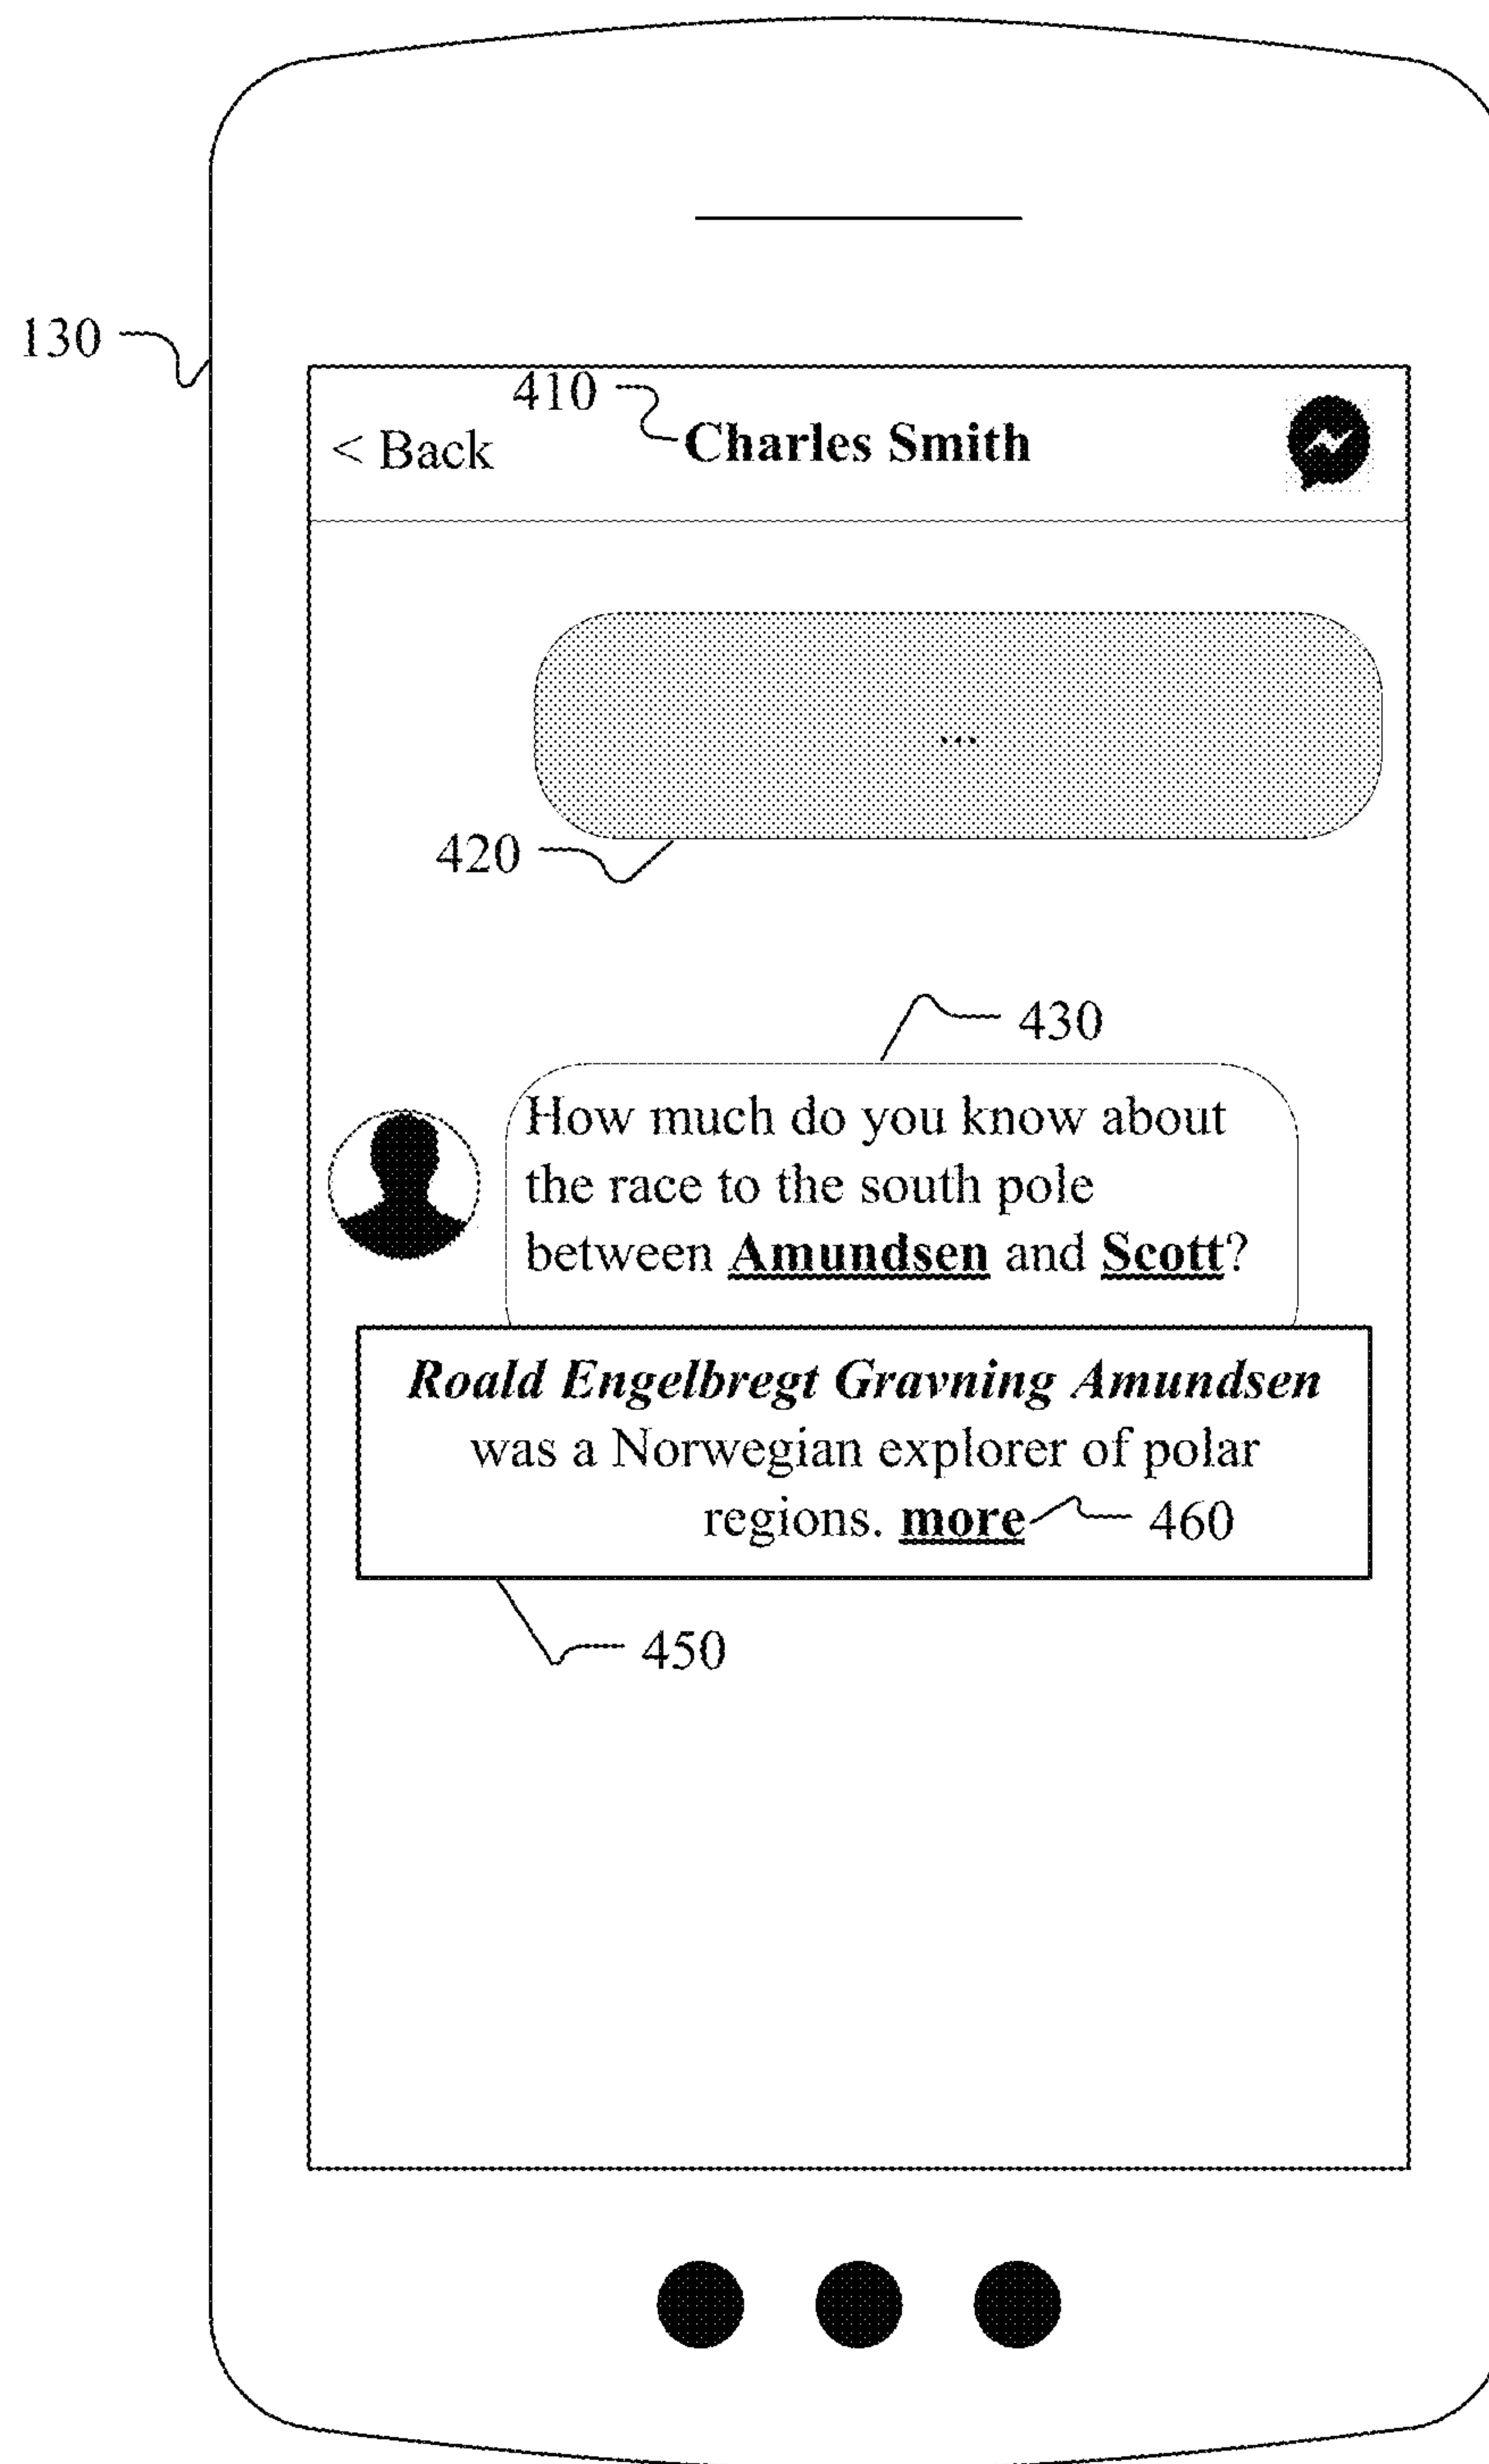 130
410
< Back Charles Smith
...
420
430
How much do you know about
the race to the south pole
between Amundsen and Scott?
Roald Engelbregt Gravning Amundsen
was a Norwegian explorer of polar
regions. more 460
450